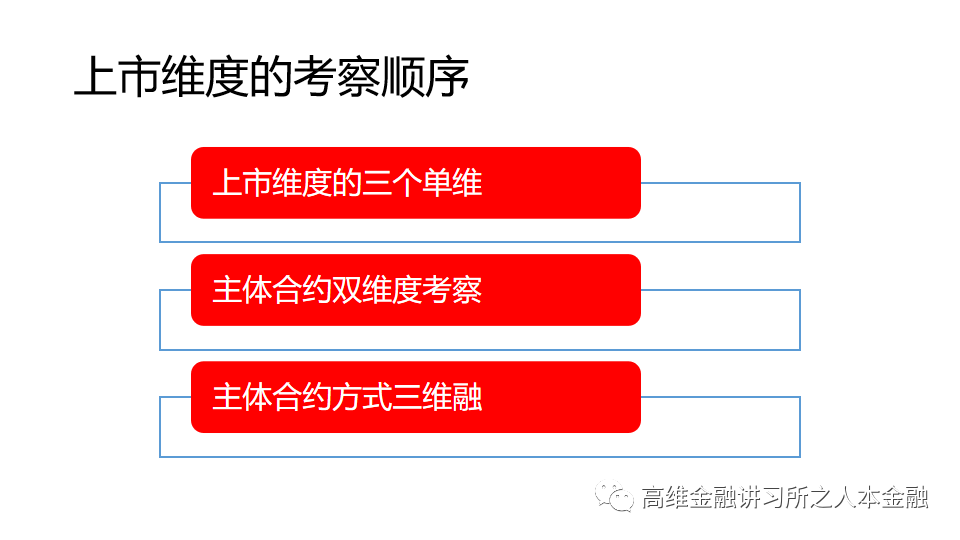 上市维度的考察顺序
上市维度的三个单维
主体合约双维度考察
主体合约方式三维融
高维金融讲习所之人本金融